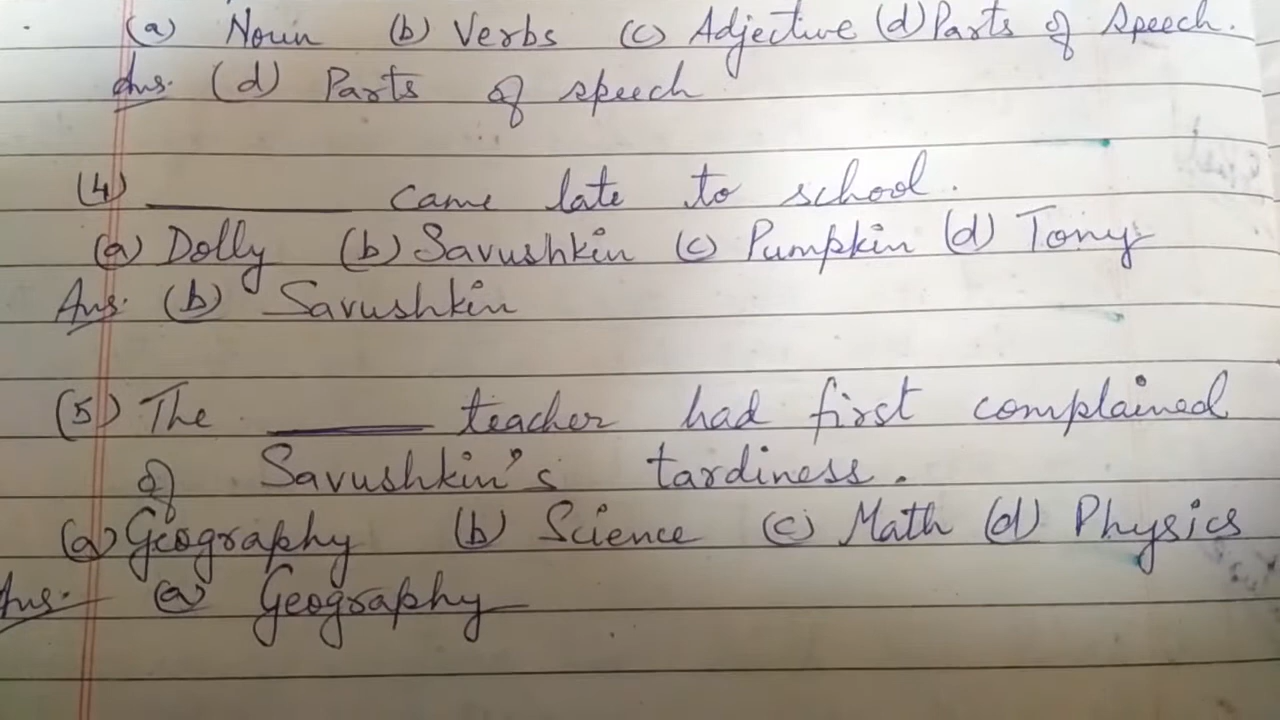 (a) Noun (b) Verbs (c) Adjective (d) Parts of Speech.
Ans. (d) Parts of speech
(4) ________ came late to school.
(a) Dolly (b) Savushkin (c) Pumpkin (d) Tony
Ans. (b) Savushkin
(5) The ______ teacher had first complained
of Savushkin's tardiness.
(a) Geography (b) Science (c) Math (d) Physics
Ans. (a) Geography